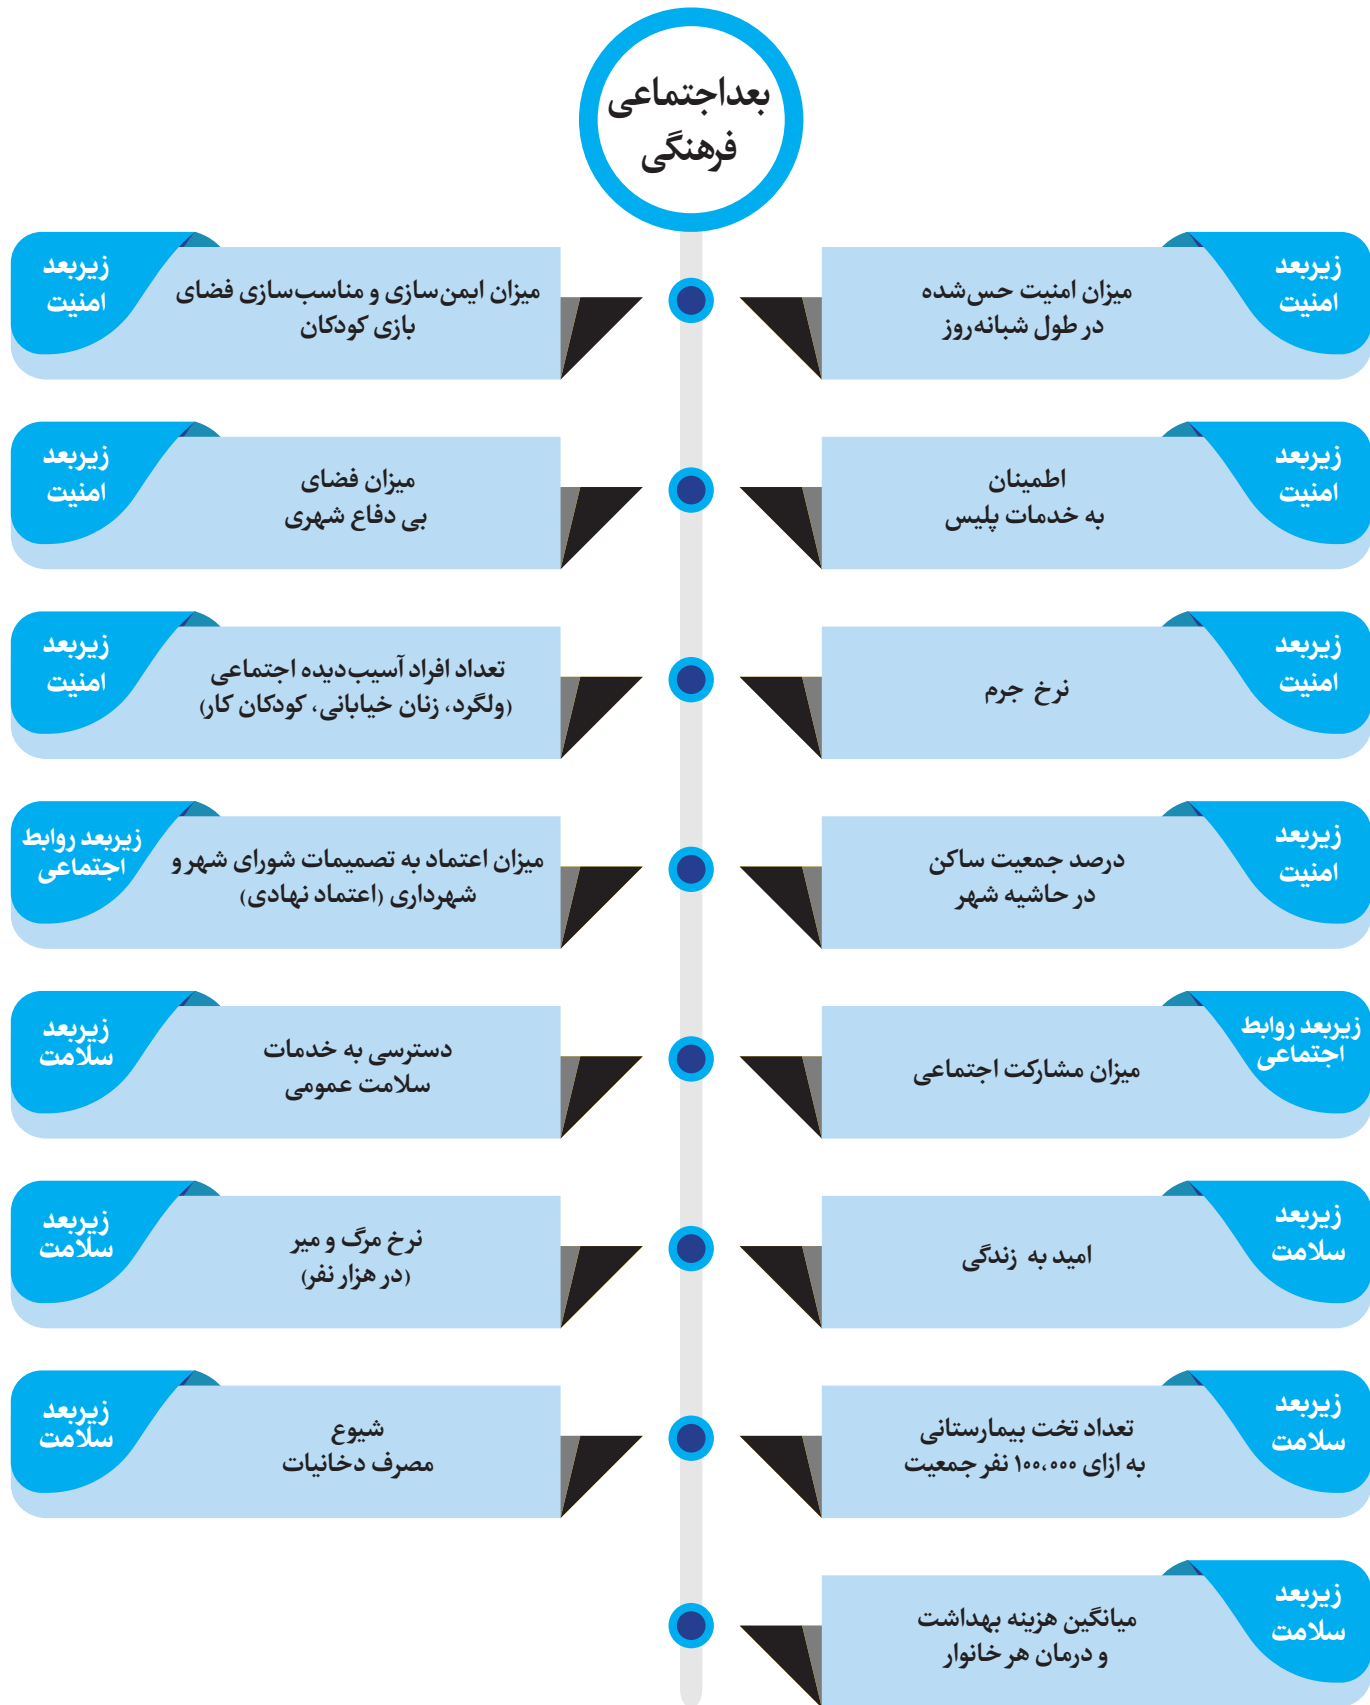 بعداجتماعی
فرهنگی
زیربعد
امنیت
میزان امنیت حس‌شده
در طول شبانه‌روز
زیربعد
امنیت
میزان ایمن‌سازی و مناسب‌سازی فضای
بازی کودکان
زیربعد
امنیت
اطمینان
به خدمات پلیس
زیربعد
امنیت
میزان فضای
بی دفاع شهری
زیربعد
امنیت
نرخ جرم
زیربعد
امنیت
تعداد افراد آسیب‌دیده اجتماعی
(ولگرد، زنان خیابانی، کودکان کار)
زیربعد
امنیت
درصد جمعیت ساکن
در حاشیه شهر
زیربعد روابط
اجتماعی
میزان اعتماد به تصمیمات شورای شهر و
شهرداری (اعتماد نهادی)
زیربعد روابط
اجتماعی
میزان مشارکت اجتماعی
زیربعد
سلامت
دسترسی به خدمات
سلامت عمومی
زیربعد
سلامت
امید به زندگی
زیربعد
سلامت
نرخ مرگ و میر
(در هزار نفر)
زیربعد
سلامت
تعداد تخت بیمارستانی
به ازای ۱۰۰،۰۰۰ نفر جمعیت
زیربعد
سلامت
شیوع
مصرف دخانیات
زیربعد
سلامت
میانگین هزینه بهداشت
و درمان هر خانوار